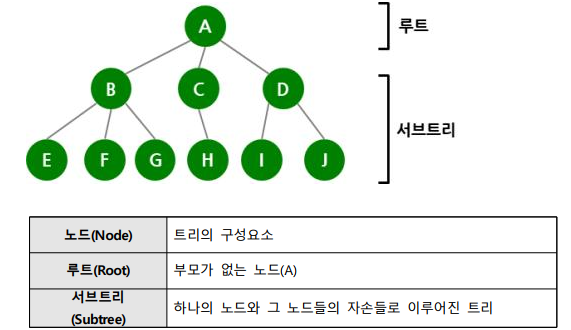 A
루트
B C D
서브트리
E F G H I J
노드(Node) 트리의 구성요소
루트(Root) 부모가 없는 노드(A)
서브트리
(Subtree) 하나의 노드와 그 노드들의 자손들로 이루어진 트리